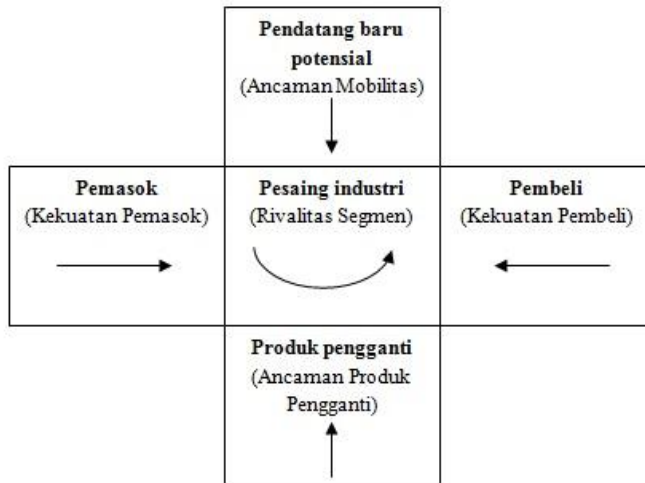 Pendatang baru
potensial
(Ancaman Mobilitas)
Pemasok
(Kekuatan Pemasok)
Pesaing industri
(Rivalitas Segmen)
Pembeli
(Kekuatan Pembeli)
Produk pengganti
(Ancaman Produk
Pengganti)